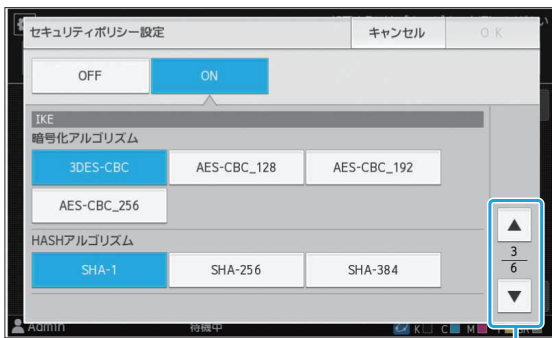 セキュリティポリシー設定
キャンセル
OK
OFF
ON
IKE
暗号化アルゴリズム
3DES-CBC
AES-CBC_128
AES-CBC_192
AES-CBC_256
HASHアルゴリズム
SHA-1
SHA-256
SHA-384
3
6
Admin
待機中
K
C
M